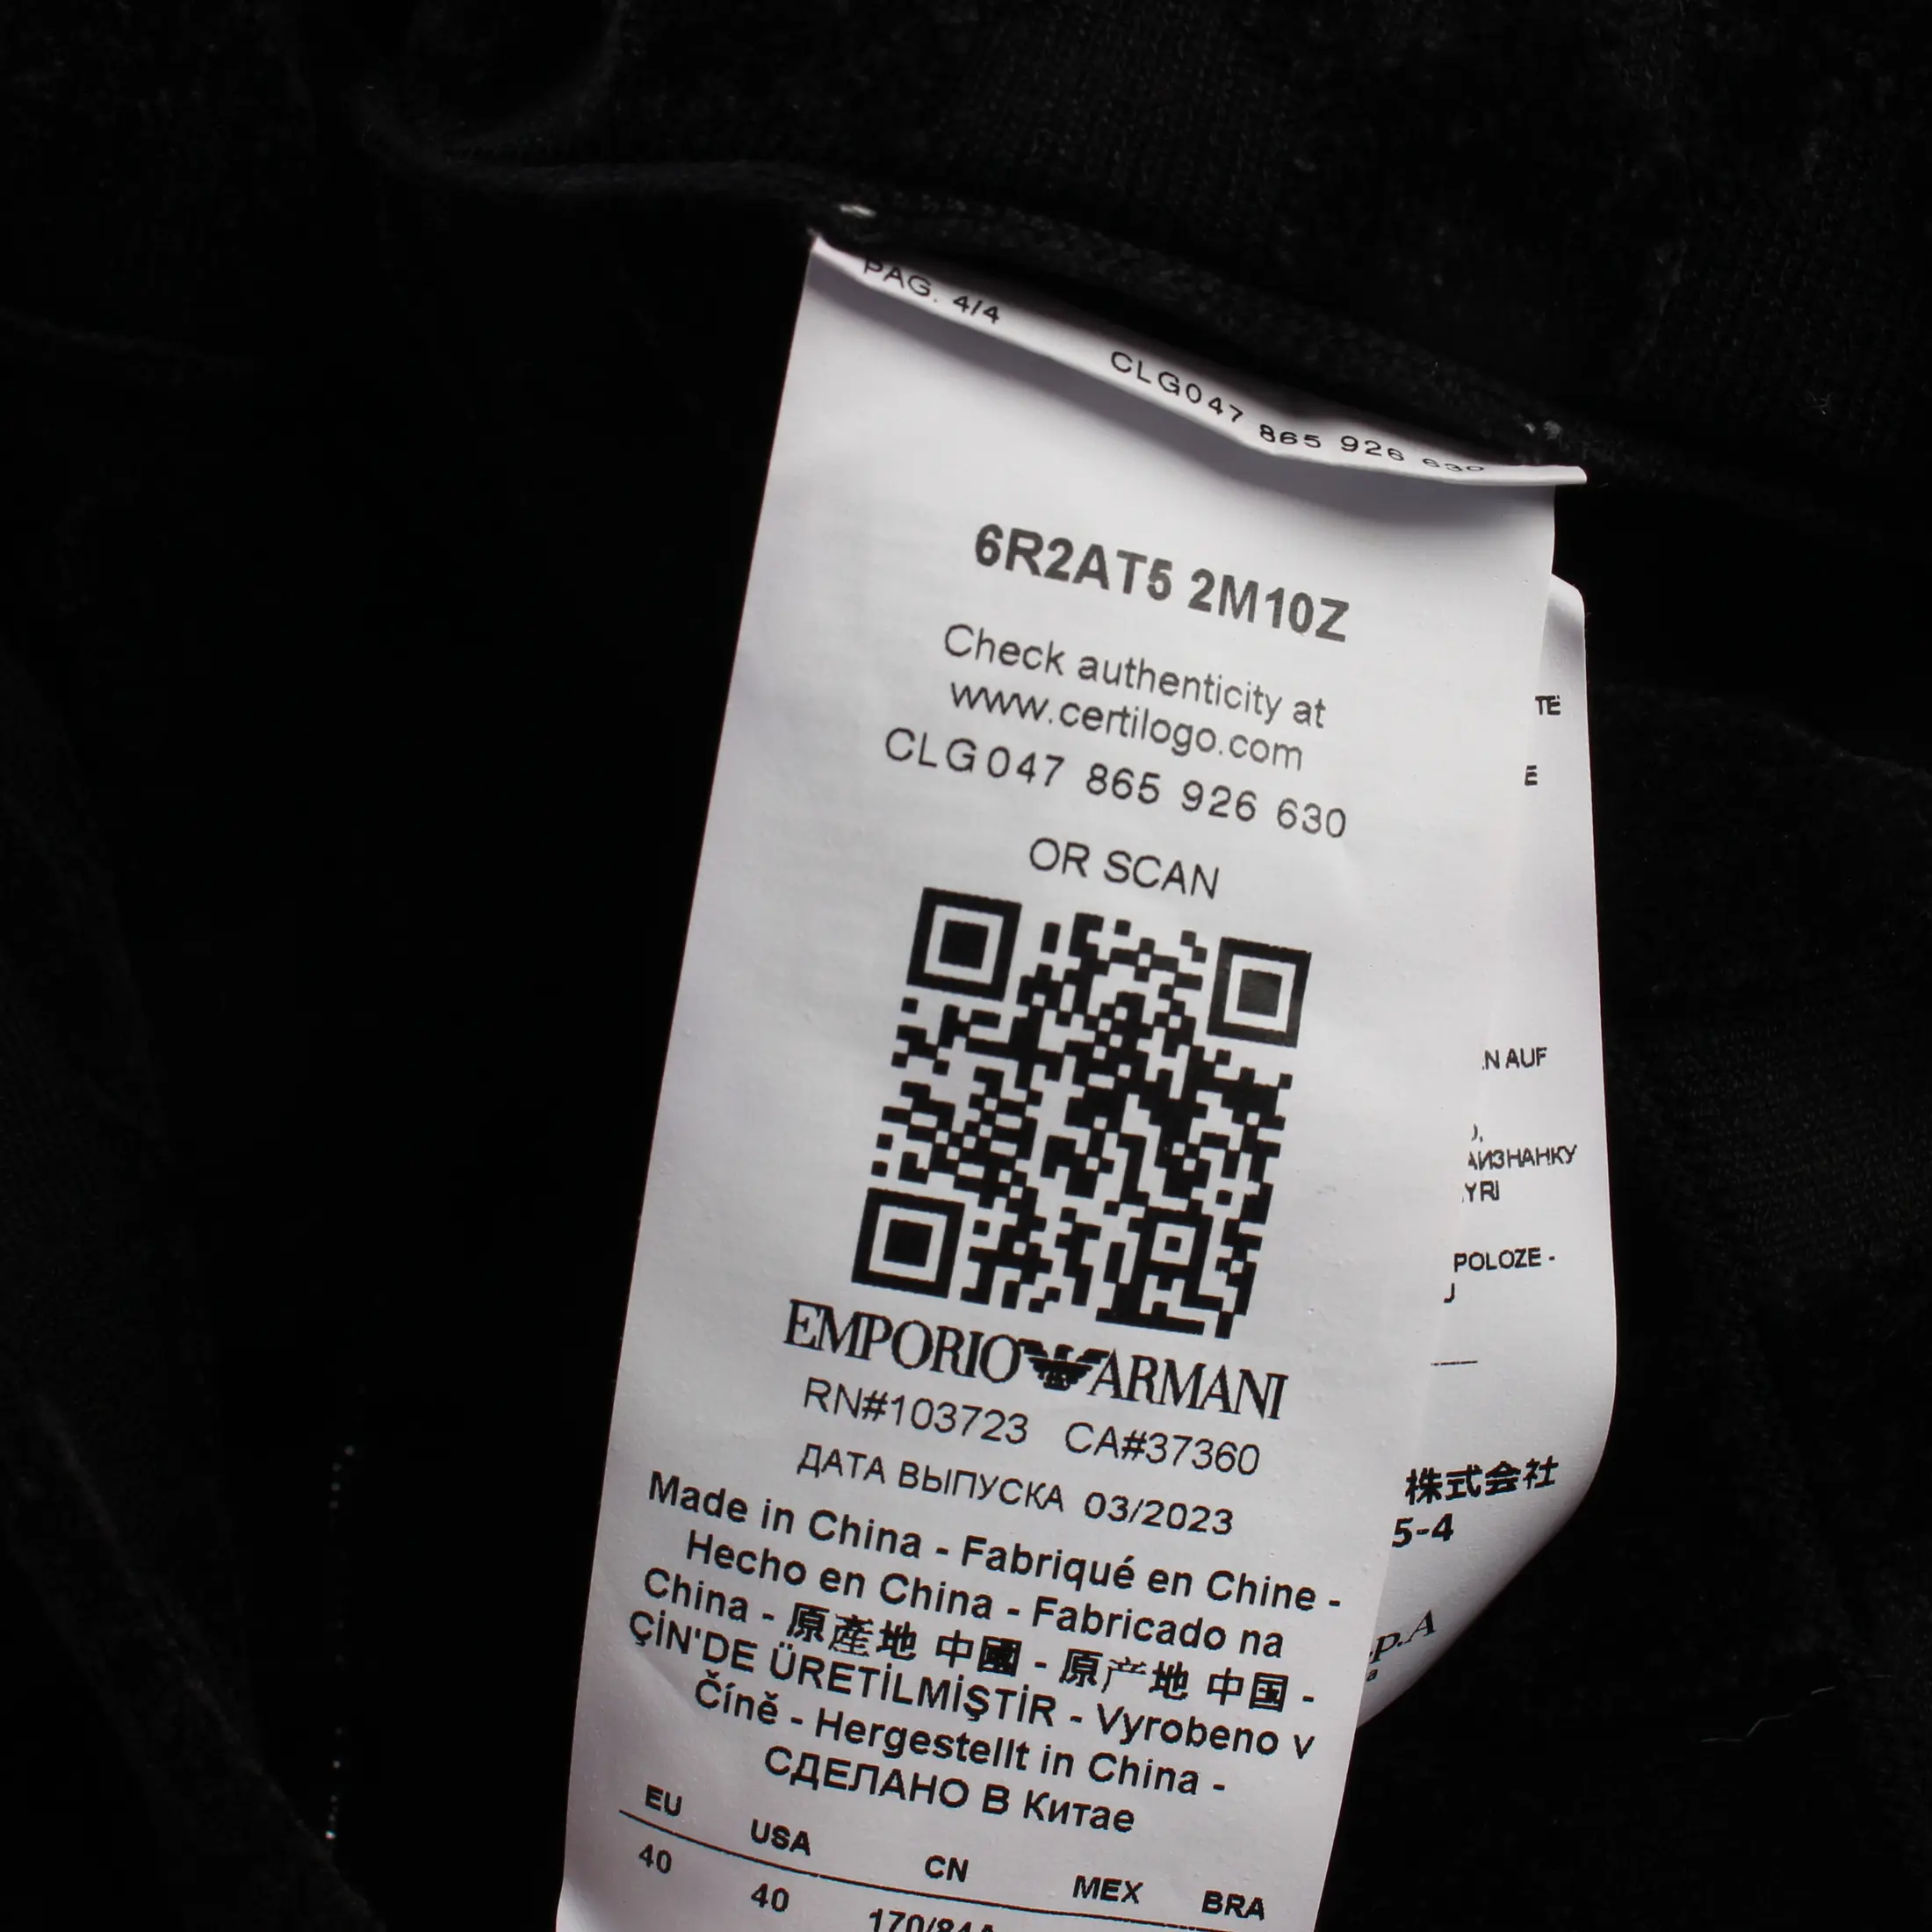 PAG. 4/4
CLG047 865 926 630
6R2AT5 2M10Z
Check authenticity at
www.certilogo.com
CLG047 865 926 630
OR SCAN
EMPORIO ARMANI
RN#103723 CA#37360
ДАТА ВЫПУСКА 03/2023
Made in China - Fabriqué en Chine -
Hecho en China - Fabricado na
China - 原產地 中國 - 原产地 中国 -
ÇİN'DE ÜRETİLMİŞTİR - Vyrobeno v
Číně - Hergestellt in China -
СДЕЛАНО В Китае
EU USA CN MEX BRA
40 40 170/84A
TE
E
N AUF
),
ИЗНАНКУ
YRI
POLOZE -
J
株式会社
5-4
p.A
a